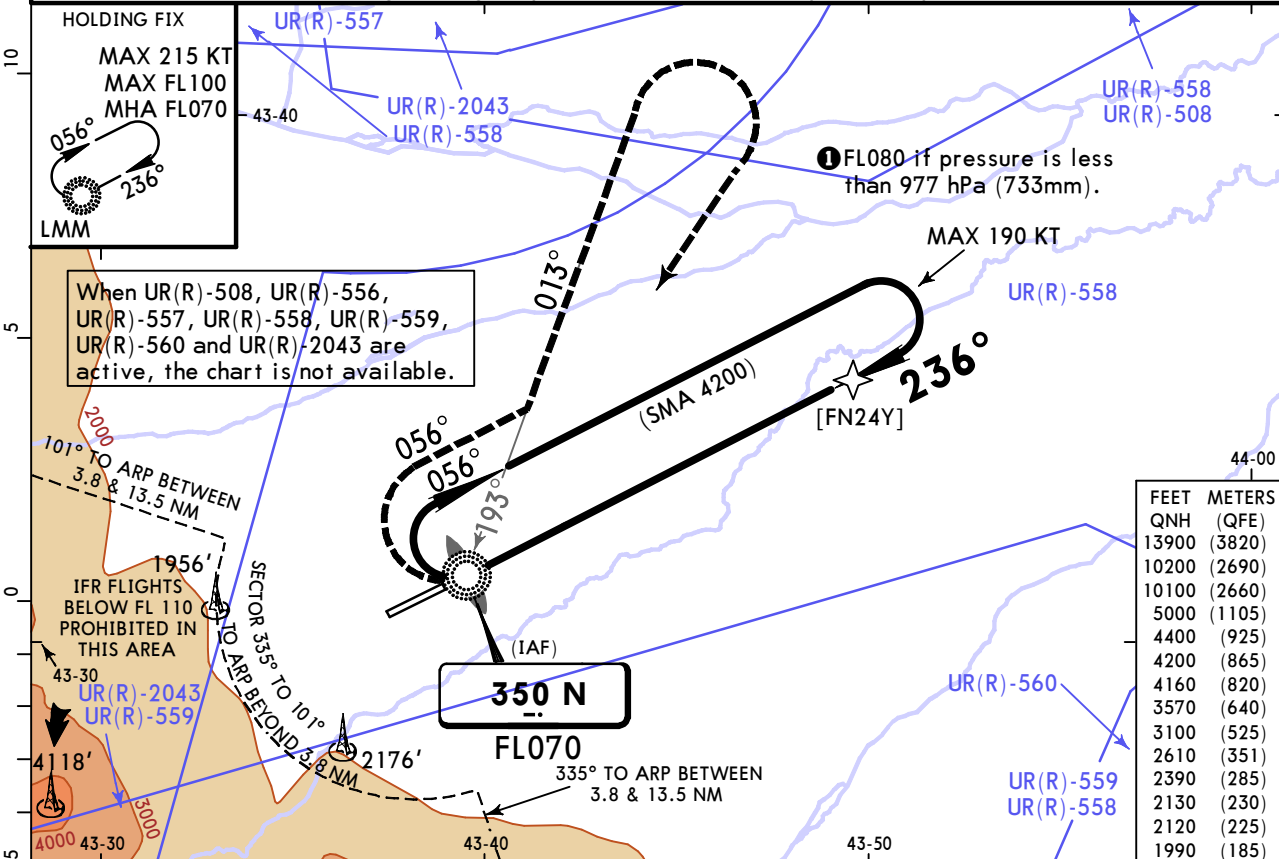 HOLDING FIX
MAX 215 KT
MAX FL100
MHA FL070
056°
236°
LMM
UR(R)-557
UR(R)-2043
UR(R)-558
10
43-40
UR(R)-558
UR(R)-508
❶FL080 if pressure is less
than 977 hPa (733mm).
MAX 190 KT
UR(R)-558
013°
When UR(R)-508, UR(R)-556,
UR(R)-557, UR(R)-558, UR(R)-559,
UR(R)-560 and UR(R)-2043 are
active, the chart is not available.
5
(SMA 4200)
236°
[FN24Y]
056°
056°
193°
2000
101° TO ARP BETWEEN
3.8 & 13.5 NM
44-00
1956'
IFR FLIGHTS
BELOW FL 110
PROHIBITED IN
THIS AREA
0
SECTOR 335° TO 101°
TO ARP BEYOND 3.8 NM
43-30
UR(R)-2043
UR(R)-559
(IAF)
350 N
–·
FL070
2176'
335° TO ARP BETWEEN
3.8 & 13.5 NM
4118'
3000
4000
5
43-30
43-40
43-50
UR(R)-560
UR(R)-559
UR(R)-558
FEET METERS
QNH (QFE)
13900 (3820)
10200 (2690)
10100 (2660)
5000 (1105)
4400 (925)
4200 (865)
4160 (820)
3570 (640)
3100 (525)
2610 (351)
2390 (285)
2130 (230)
2120 (225)
1990 (185)